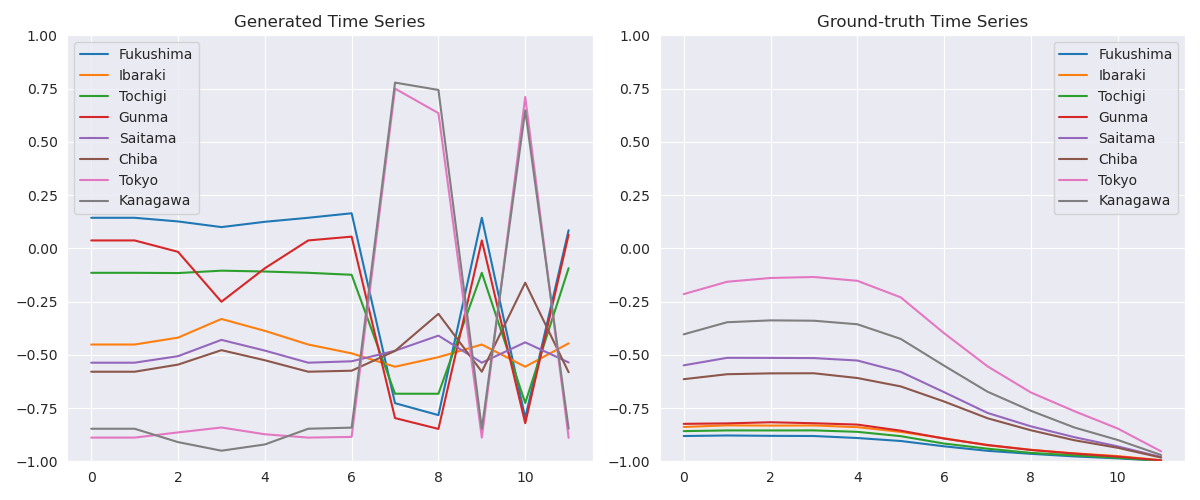 Generated Time Series
1.00
0.75
0.50
0.25
0.00
−0.25
−0.50
−0.75
−1.00
0 2 4 6 8 10
Fukushima
Ibaraki
Tochigi
Gunma
Saitama
Chiba
Tokyo
Kanagawa
Ground-truth Time Series
1.00
0.75
0.50
0.25
0.00
−0.25
−0.50
−0.75
−1.00
0 2 4 6 8 10
Fukushima
Ibaraki
Tochigi
Gunma
Saitama
Chiba
Tokyo
Kanagawa